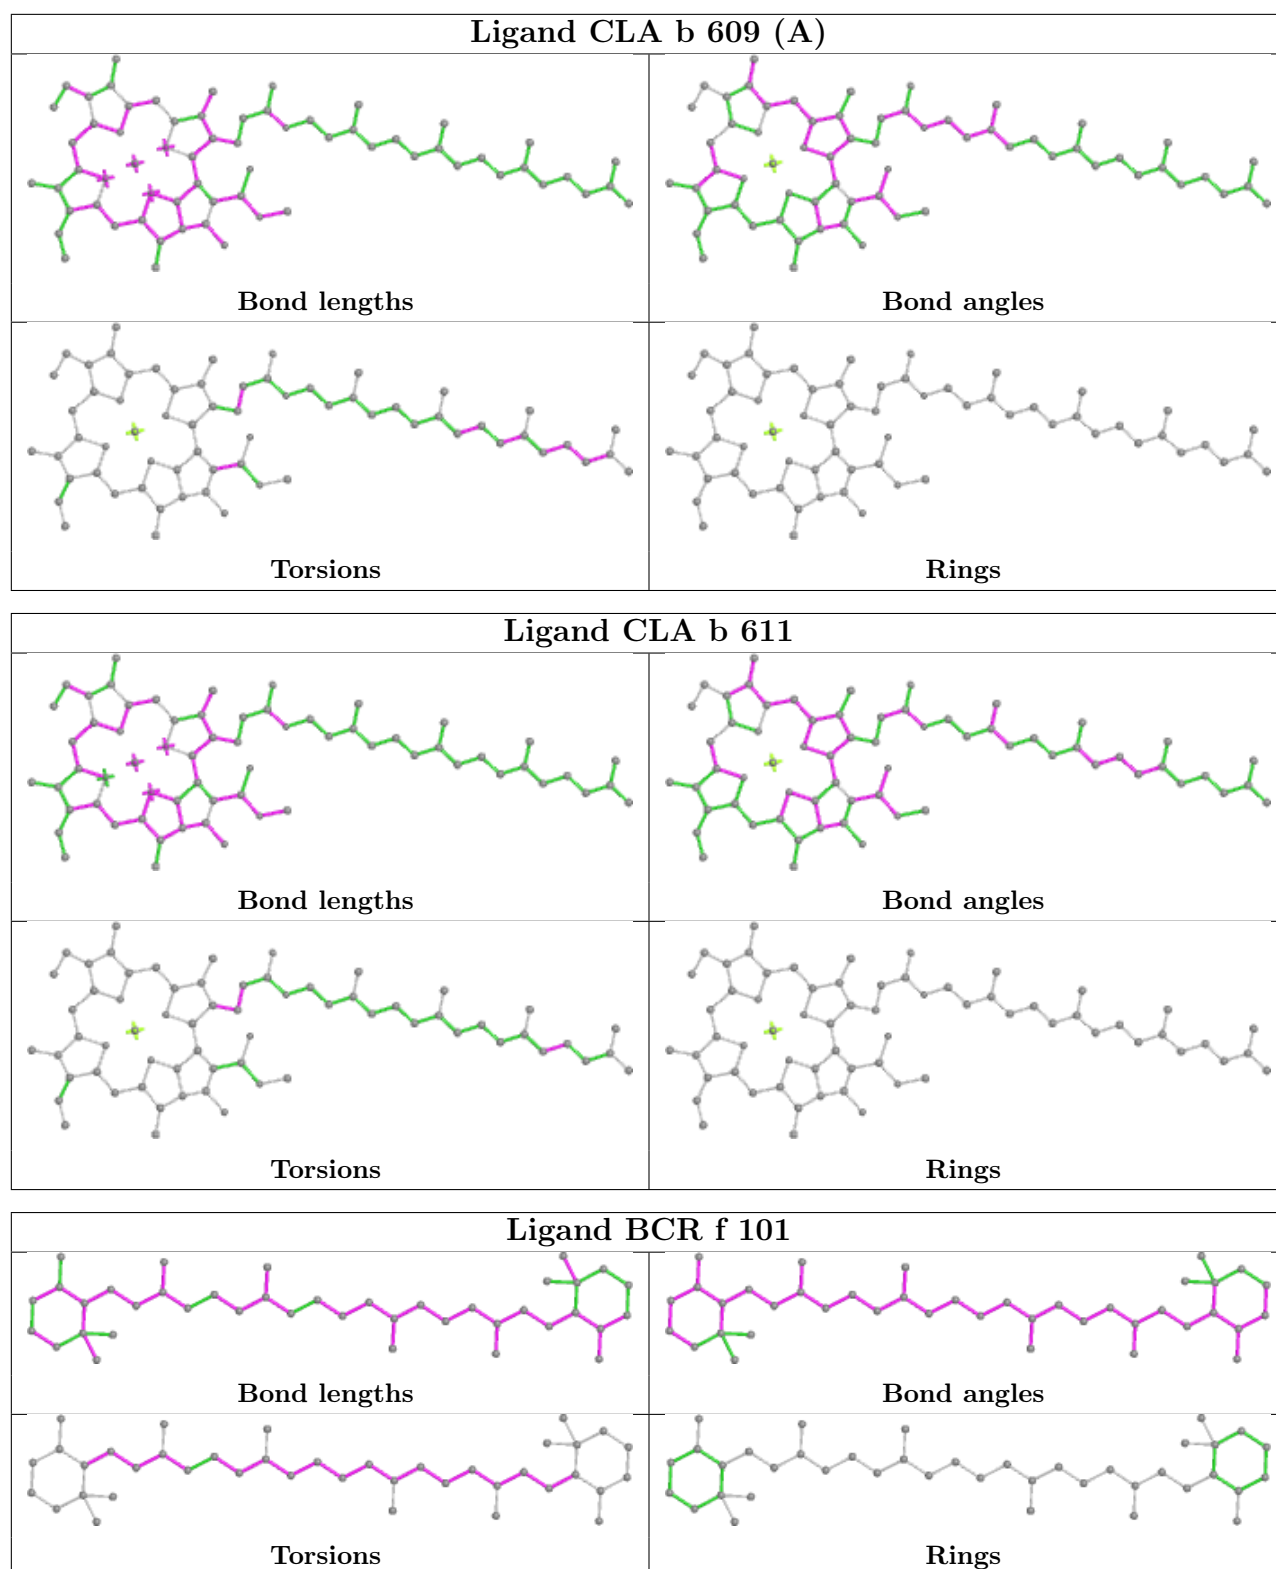 Ligand CLA b 609 (A)
Bond lengths
Bond angles
Torsions
Rings
Ligand CLA b 611
Bond lengths
Bond angles
Torsions
Rings
Ligand BCR f 101
Bond lengths
Bond angles
Torsions
Rings